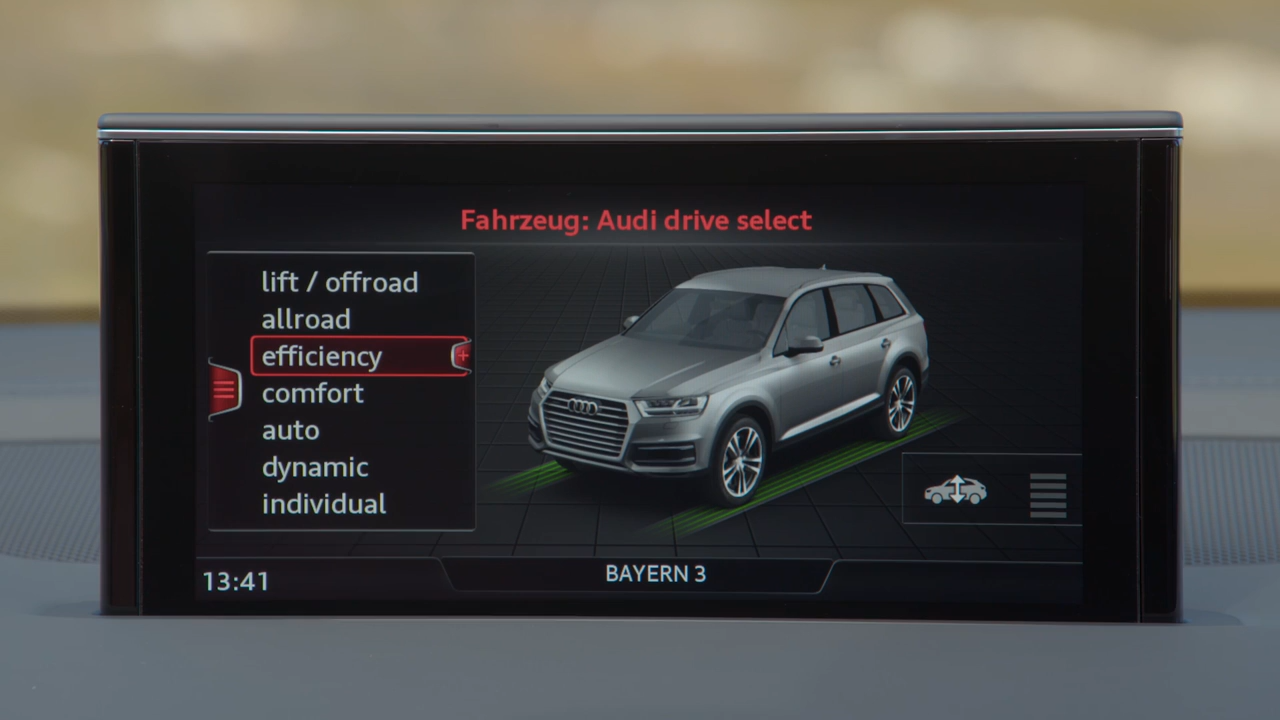 Fahrzeug: Audi drive select
lift / offroad
allroad
efficiency
comfort
auto
dynamic
individual
13:41
BAYERN 3